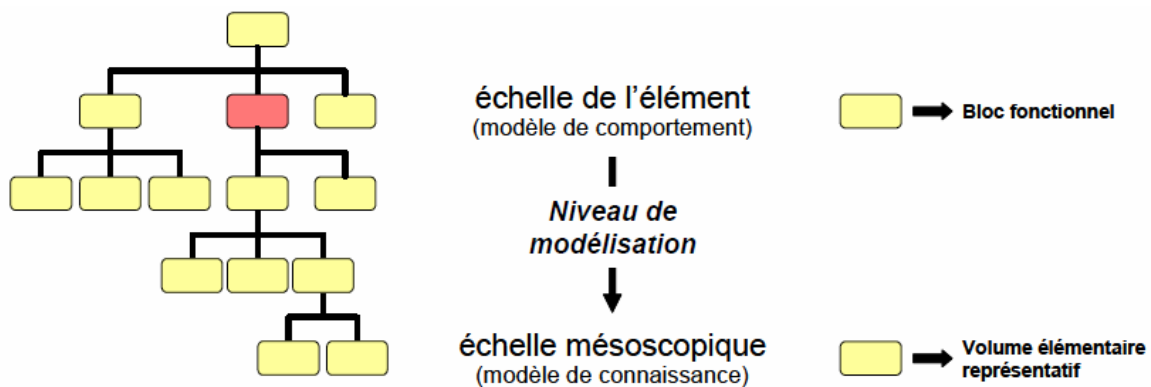 échelle de l'élément
(modèle de comportement)
Bloc fonctionnel
Niveau de
modélisation
échelle mésoscopique
(modèle de connaissance)
Volume élémentaire
représentatif